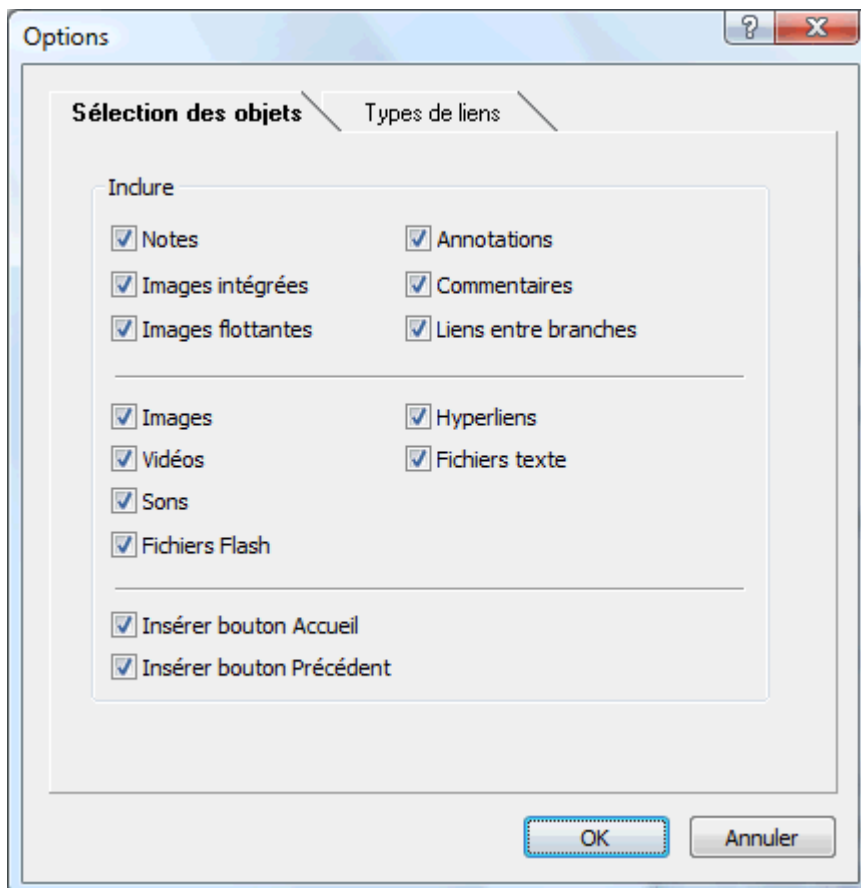 Options
Sélection des objets Types de liens
Inclure
Notes Annotations
Images intégrées Commentaires
Images flottantes Liens entre branches
Images Hyperliens
Vidéos Fichiers texte
Sons
Fichiers Flash
Insérer bouton Accueil
Insérer bouton Précédent
OK Annuler